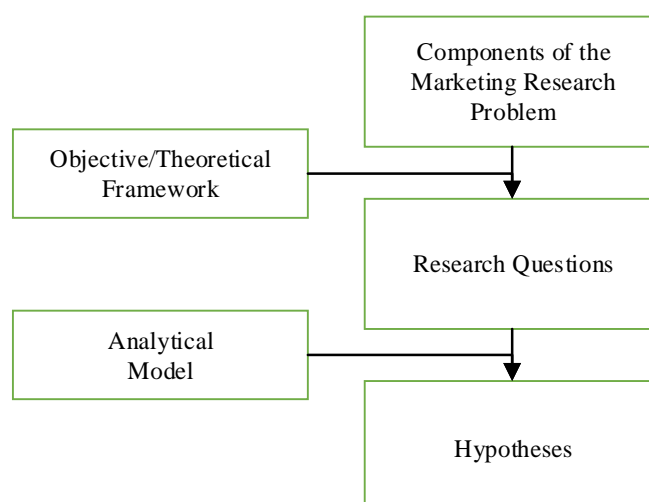 Components of the
Marketing Research
Problem
Objective/Theoretical
Framework
Research Questions
Analytical
Model
Hypotheses